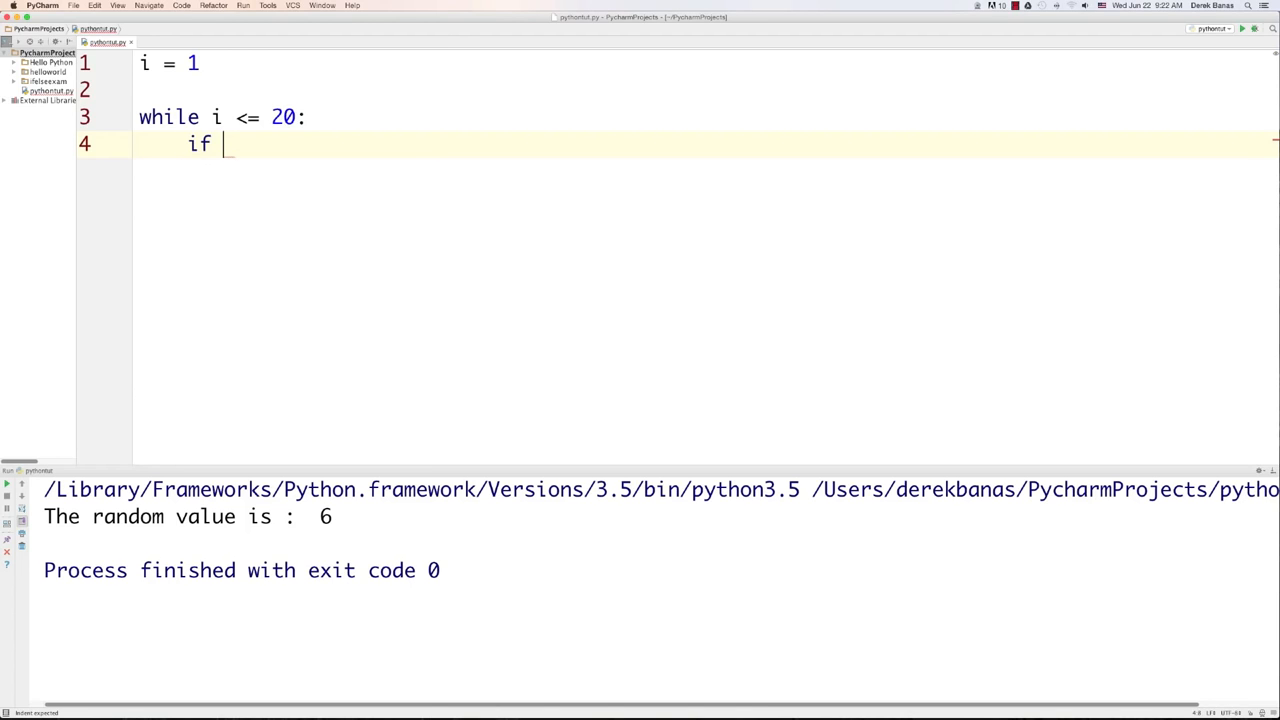 PyCharm File Edit View Navigate Code Refactor Run Tools VCS Window Help 10 Wed Jun 22 9:22 AM Derek Banas
pythontut.py - PycharmProjects - [~/PycharmProjects]
PycharmProjects pythontut.py pythontut
pythontut.py
PycharmProject
Hello Python
helloworld
ifelseexam
pythontut.py
External Librarie
1 i = 1
2
3 while i <= 20:
4 if
Run pythontut
/Library/Frameworks/Python.framework/Versions/3.5/bin/python3.5 /Users/derekbanas/PycharmProjects/pytho
The random value is : 6
Process finished with exit code 0
Indent expected 4:8 LF UTF-8